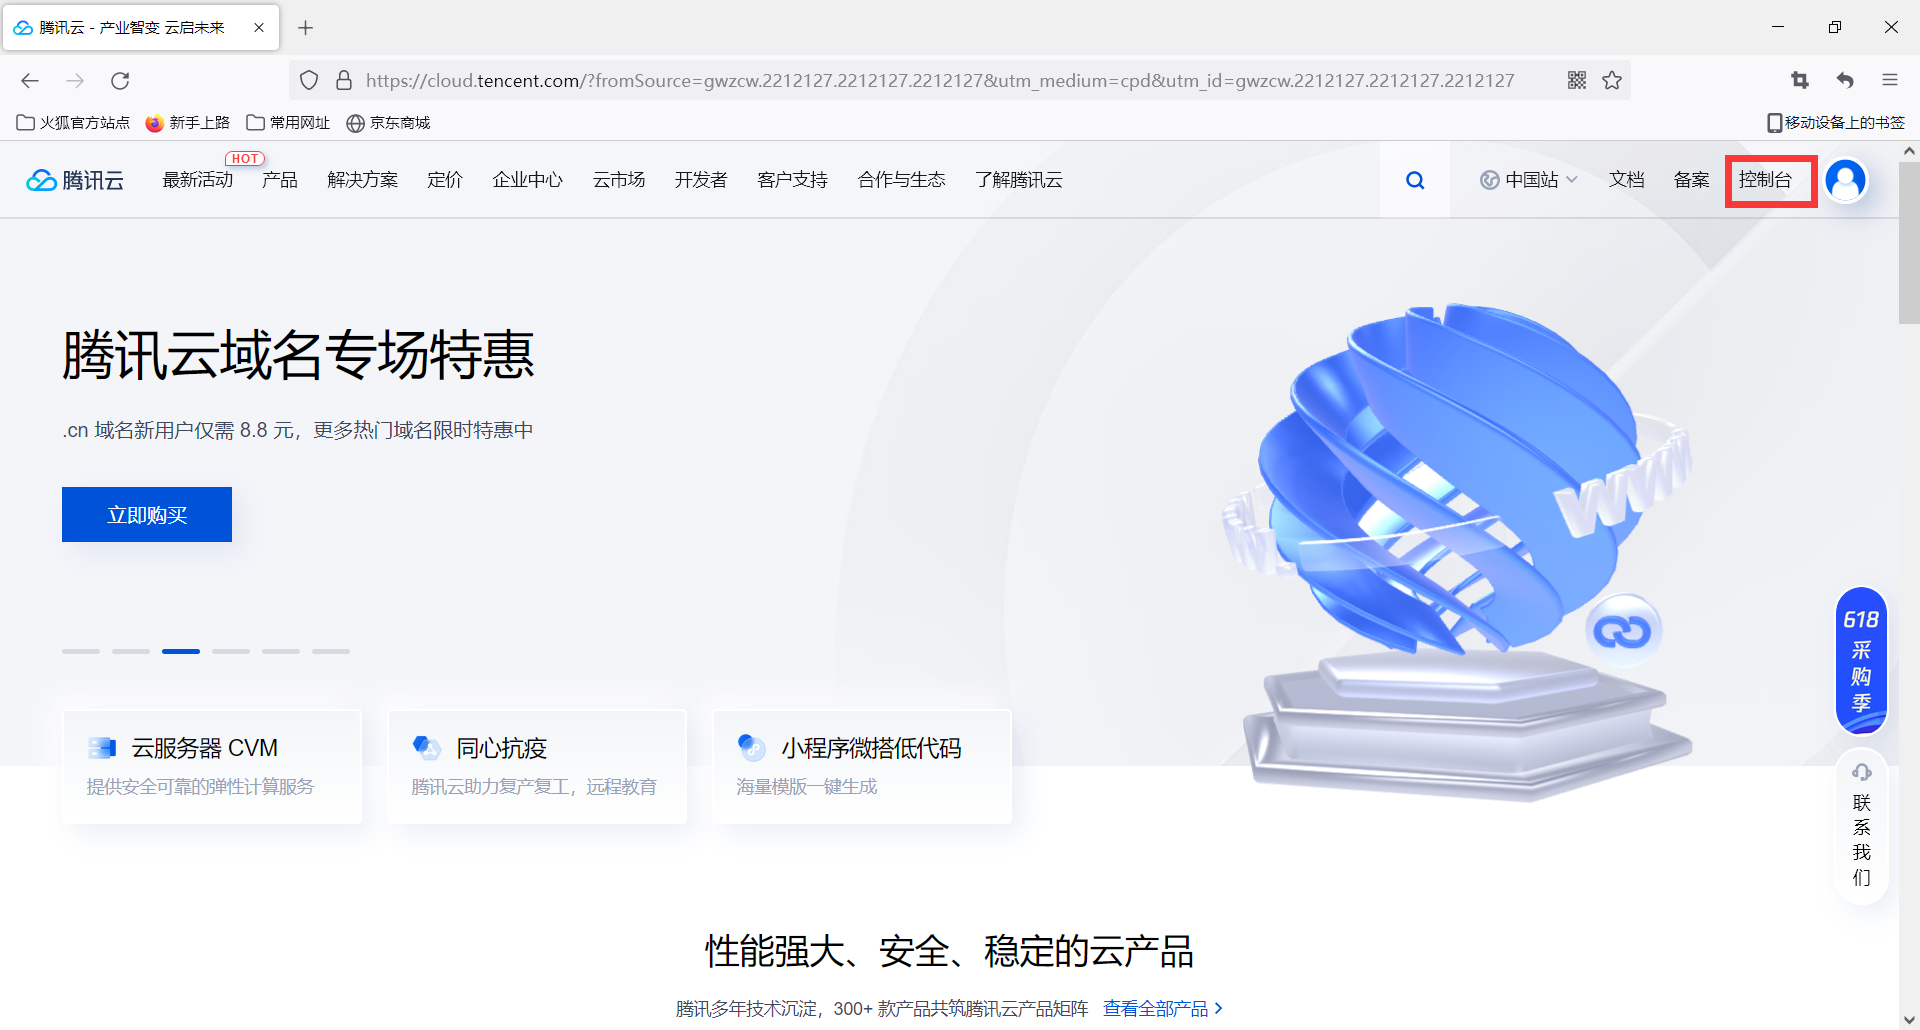 腾讯云 - 产业智变 云启未来
https://cloud.tencent.com/?fromSource=gwzcw.2212127.2212127.2212127&utm_medium=cpd&utm_id=gwzcw.2212127.2212127.2212127
火狐官方站点 新手上路 常用网址 京东商城 移动设备上的书签
HOT
腾讯云 最新活动 产品 解决方案 定价 企业中心 云市场 开发者 客户支持 合作与生态 了解腾讯云 中国站 文档 备案 控制台
腾讯云域名专场特惠
.cn 域名新用户仅需 8.8 元，更多热门域名限时特惠中
立即购买
www
618
采
购
季
云服务器 CVM
提供安全可靠的弹性计算服务
同心抗疫
腾讯云助力复产复工，远程教育
小程序微搭低代码
海量模版一键生成
联
系
我
们
性能强大、安全、稳定的云产品
腾讯多年技术沉淀，300+ 款产品共筑腾讯云产品矩阵 查看全部产品